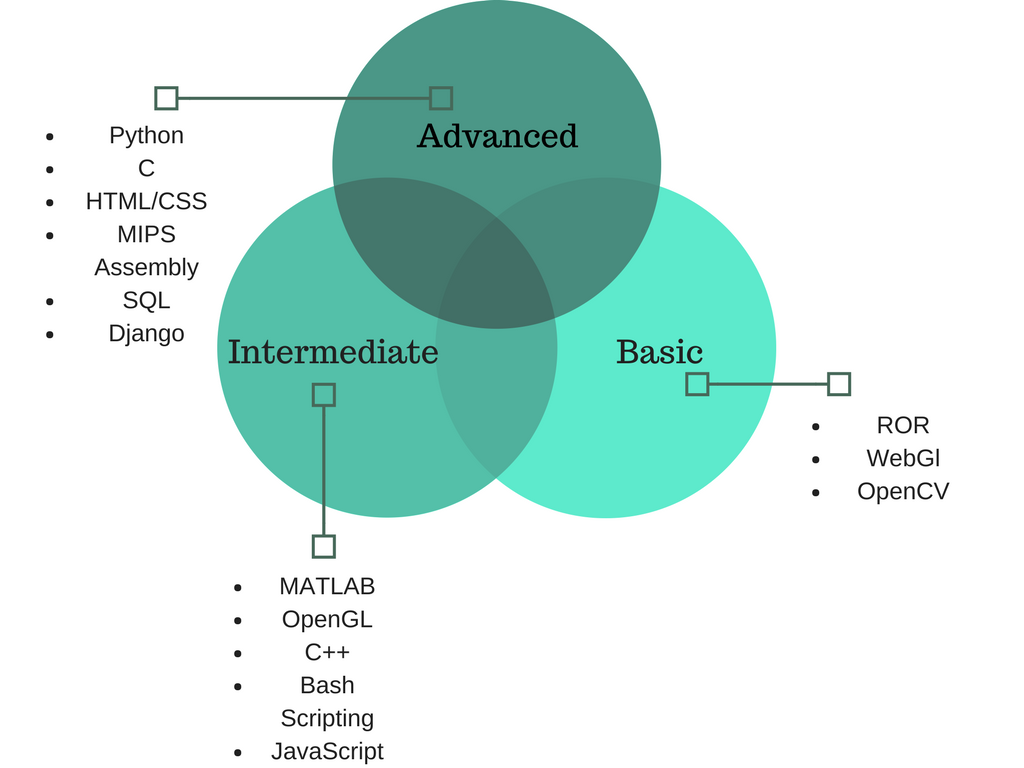 Advanced
• Python
• C
• HTML/CSS
• MIPS
Assembly
• SQL
• Django
Intermediate
• MATLAB
• OpenGL
• C++
• Bash
Scripting
• JavaScript
Basic
• ROR
• WebGl
• OpenCV